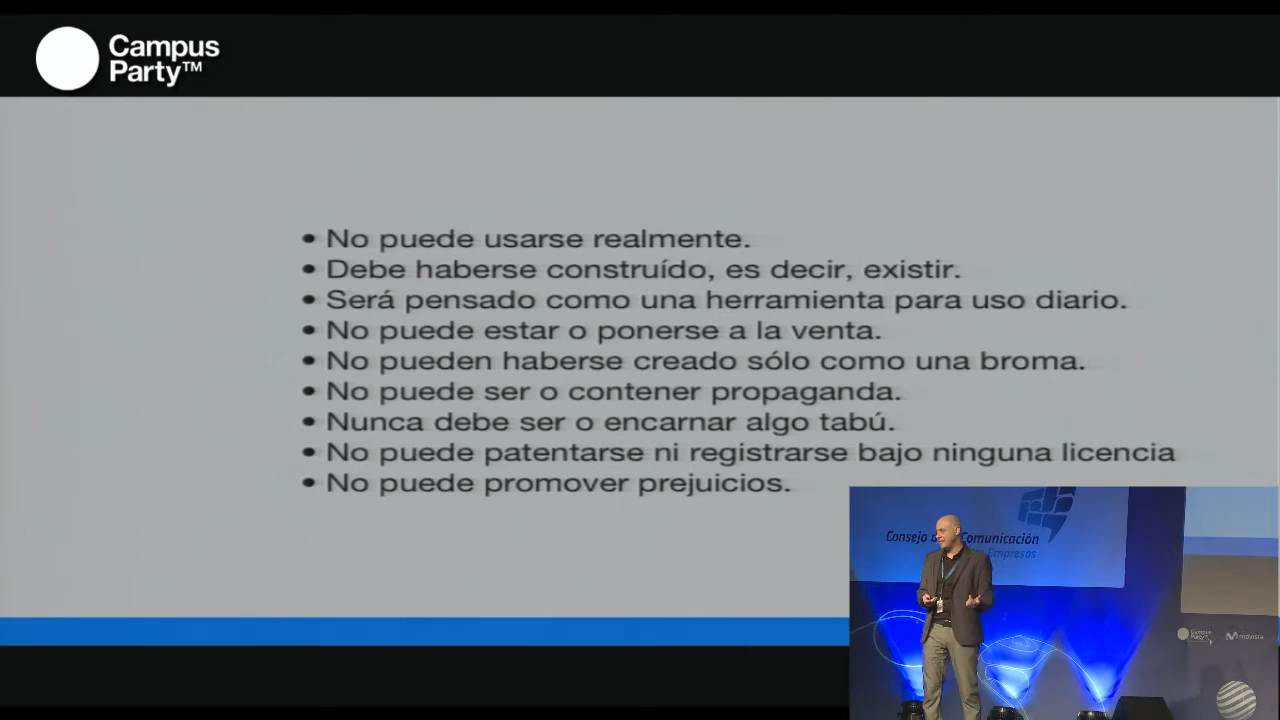 Campus
Party™
• No puede usarse realmente.
• Debe haberse construído, es decir, existir.
• Será pensado como una herramienta para uso diario.
• No puede estar o ponerse a la venta.
• No pueden haberse creado sólo como una broma.
• No puede ser o contener propaganda.
• Nunca debe ser o encarnar algo tabú.
• No puede patentarse ni registrarse bajo ninguna licencia
• No puede promover prejuicios.
Consejo Comunicación
Empresas
Campus
Party
movistar